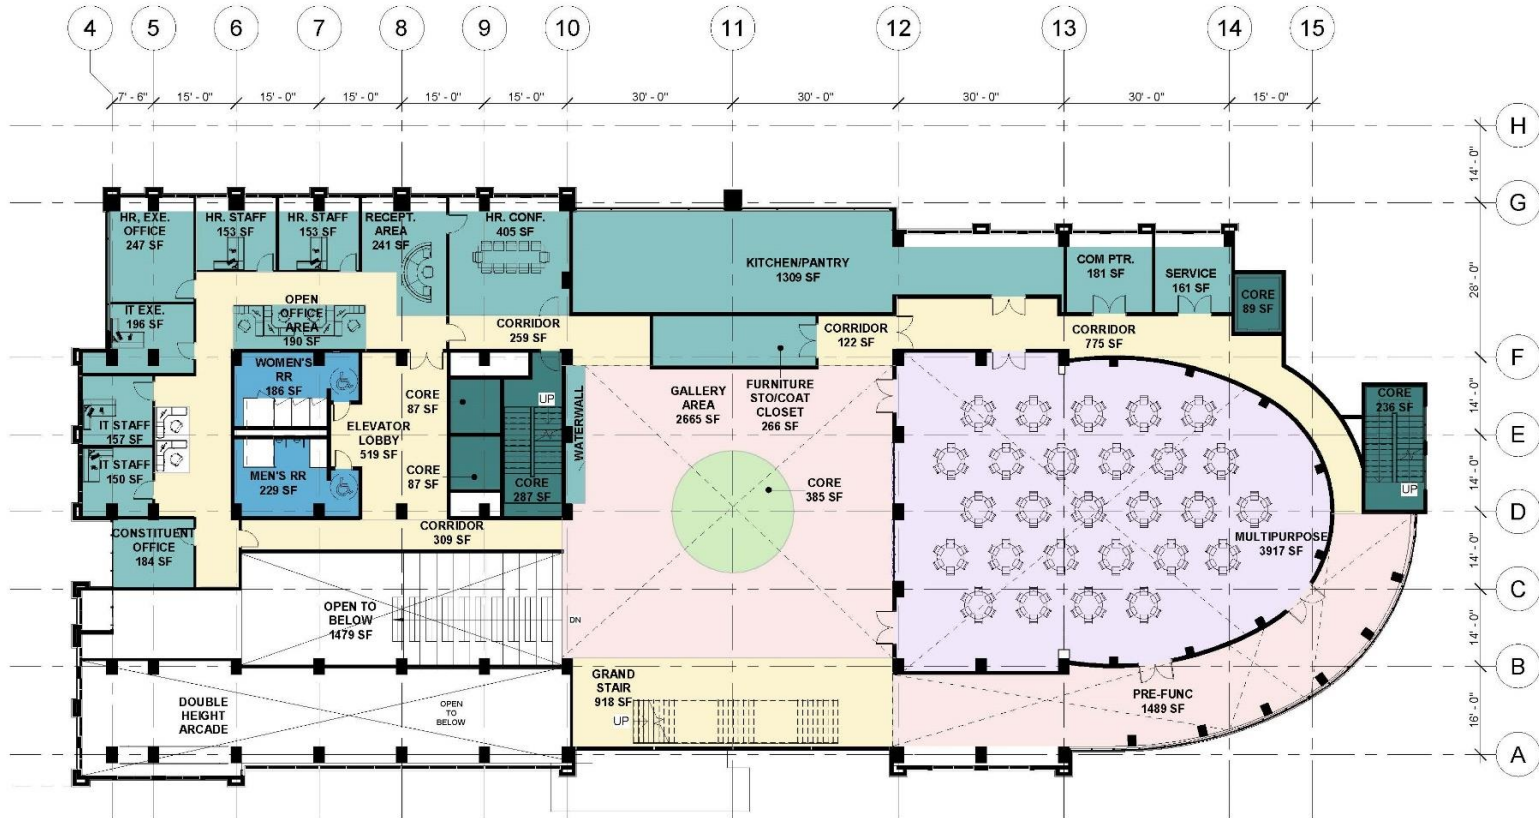 4 5 6 7 8 9 10 11 12 13 14 15
7' - 6" 15' - 0" 15' - 0" 15' - 0" 15' - 0" 15' - 0" 30' - 0" 30' - 0" 30' - 0" 30' - 0" 15' - 0"
H
14' - 0"
G
28' - 0"
F
14' - 0"
E
14' - 0"
D
14' - 0"
C
14' - 0"
B
16' - 0"
A
HR, EXE.
OFFICE
247 SF
HR. STAFF
153 SF
HR. STAFF
153 SF
RECEPT.
AREA
241 SF
HR. CONF.
405 SF
KITCHEN/PANTRY
1309 SF
COM PTR.
181 SF
SERVICE
161 SF
CORE
89 SF
IT EXE.
196 SF
OPEN
OFFICE
AREA
190 SF
CORRIDOR
259 SF
CORRIDOR
122 SF
CORRIDOR
775 SF
WOMEN'S
RR
186 SF
CORE
87 SF
UP
WATERWALL
GALLERY
AREA
2665 SF
FURNITURE
STO/COAT
CLOSET
266 SF
CORE
236 SF
UP
IT STAFF
157 SF
ELEVATOR
LOBBY
519 SF
IT STAFF
150 SF
MEN'S RR
229 SF
CORE
87 SF
CORE
287 SF
CORE
385 SF
MULTIPURPOSE
3917 SF
CONSTITUENT
OFFICE
184 SF
CORRIDOR
309 SF
OPEN TO
BELOW
1479 SF
DN
GRAND
STAIR
918 SF
UP
PRE-FUNC
1489 SF
DOUBLE
HEIGHT
ARCADE
OPEN
TO
BELOW